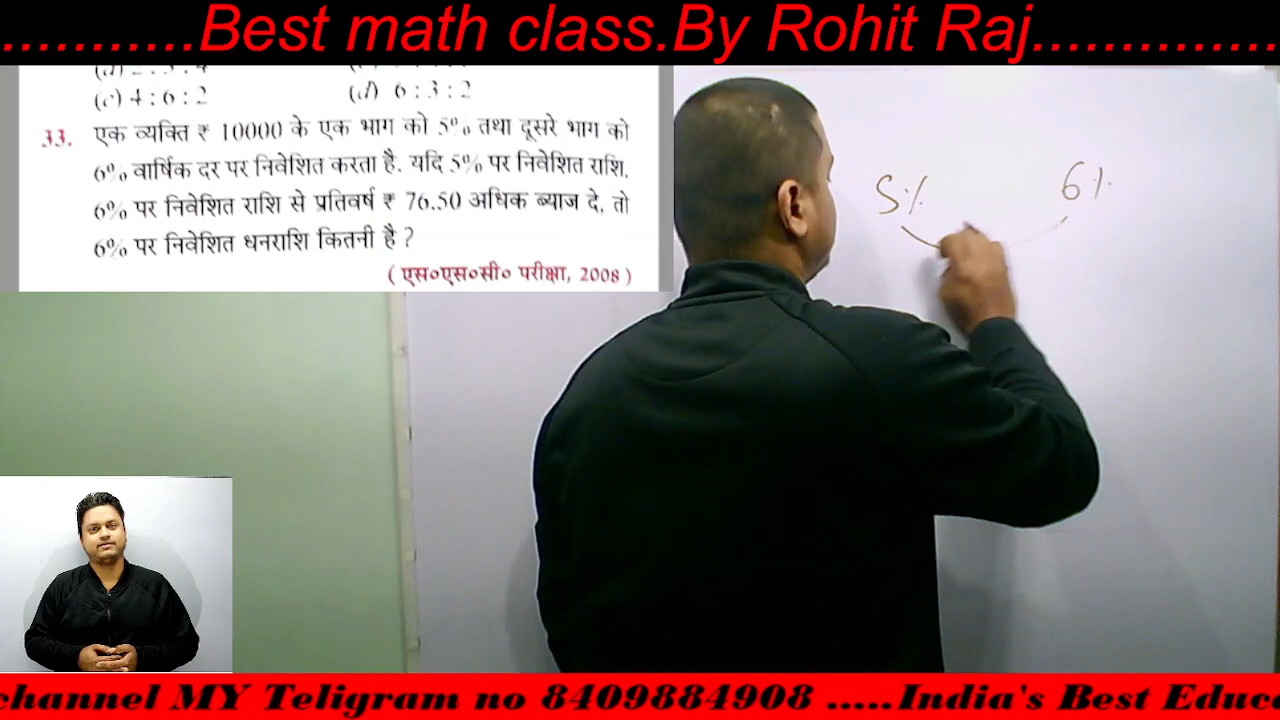 ............Best math class.By Rohit Raj...............
(c) 4 : 6 : 2 (d) 6 : 3 : 2
33. एक व्यक्ति ₹ 10000 के एक भाग को 5% तथा दूसरे भाग को
6% वार्षिक दर पर निवेशित करता है. यदि 5% पर निवेशित राशि,
6% पर निवेशित राशि से प्रतिवर्ष ₹ 76.50 अधिक ब्याज दे, तो
6% पर निवेशित धनराशि कितनी है ?
( एस०एस०सी० परीक्षा, 2008 )
5% 6%
channel MY Teligram no 8409884908 .....India's Best